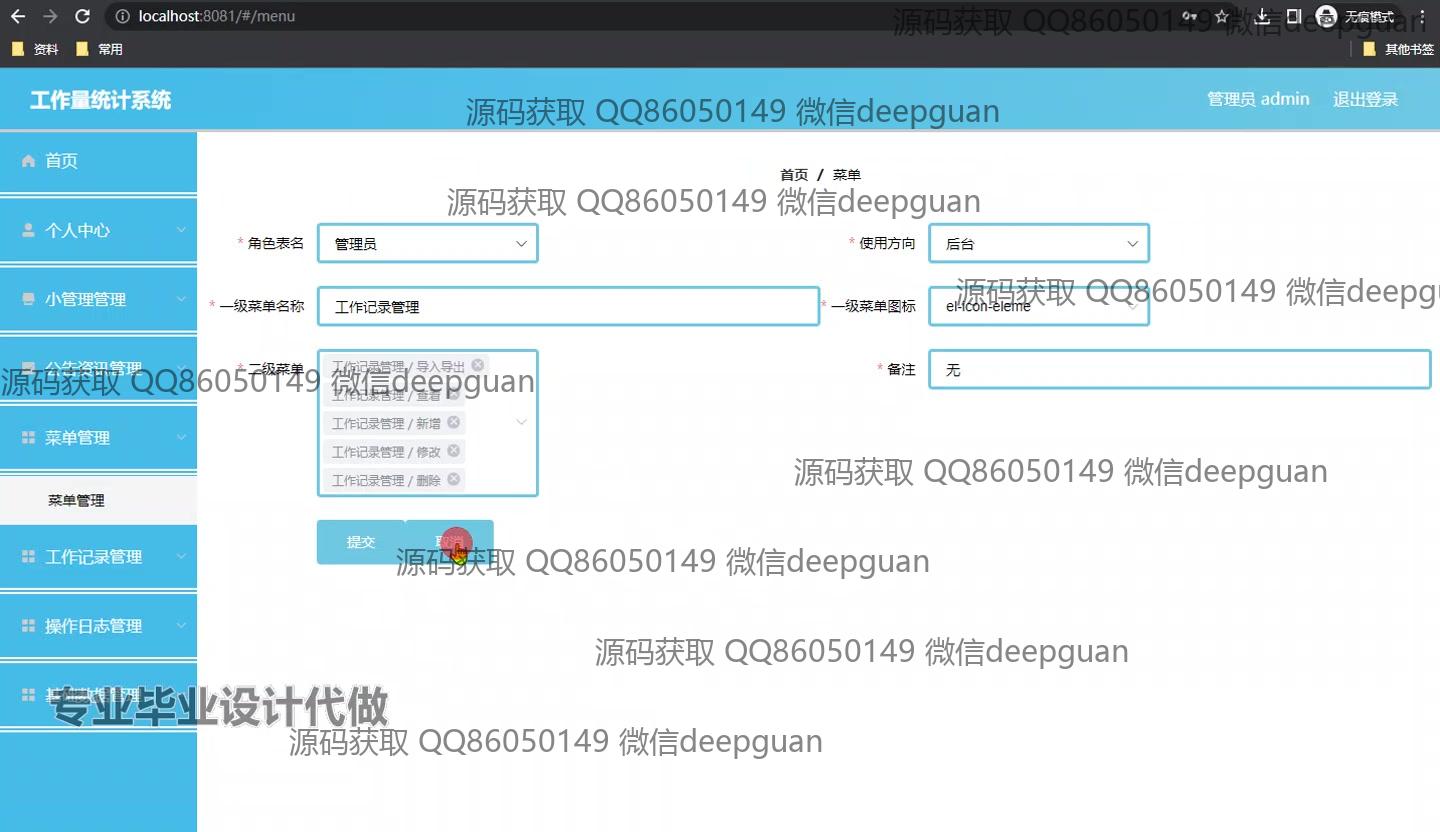 localhost:8081/#/menu
无痕模式
资料
常用
其他书签
源码获取 QQ86050149 微信deepguan
工作量统计系统
管理员 admin
退出登录
源码获取 QQ86050149 微信deepguan
首页
首页 / 菜单
源码获取 QQ86050149 微信deepguan
个人中心
* 角色表名
管理员
* 使用方向
后台
小管理管理
* 一级菜单名称
工作记录管理
* 一级菜单图标
el-icon-eleme
源码获取 QQ86050149 微信deepgu
公告资讯管理
* 二级菜单
工作记录管理 / 导入导出
* 备注
无
源码获取 QQ86050149 微信deepguan
工作记录管理 / 查看
工作记录管理 / 新增
菜单管理
工作记录管理 / 修改
源码获取 QQ86050149 微信deepguan
工作记录管理 / 删除
菜单管理
提交
取消
工作记录管理
源码获取 QQ86050149 微信deepguan
操作日志管理
源码获取 QQ86050149 微信deepguan
基础数据管理
专业毕业设计代做
源码获取 QQ86050149 微信deepguan